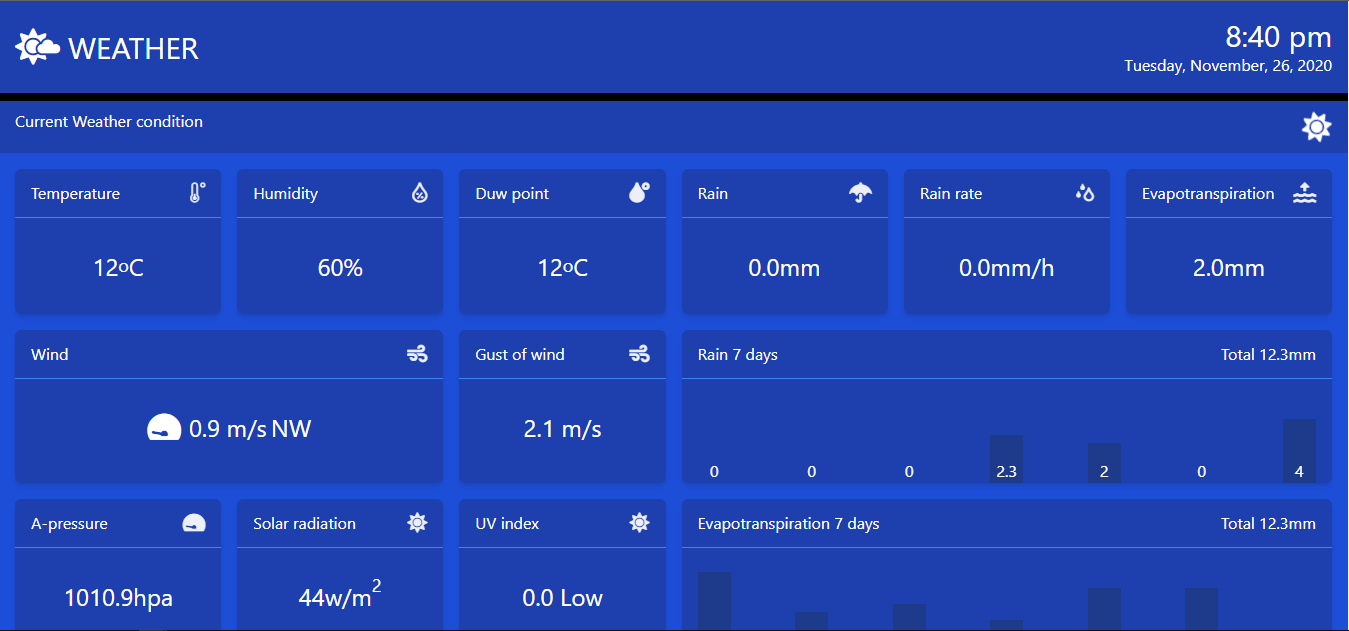 WEATHER
8:40 pm
Tuesday, November, 26, 2020
Current Weather condition
Temperature
12ºC
Humidity
60%
Duw point
12ºC
Rain
0.0mm
Rain rate
0.0mm/h
Evapotranspiration
2.0mm
Wind
0.9 m/s NW
Gust of wind
2.1 m/s
Rain 7 days Total 12.3mm
0 0 0 2.3 2 0 4
A-pressure
1010.9hpa
Solar radiation
44w/m²
UV index
0.0 Low
Evapotranspiration 7 days Total 12.3mm